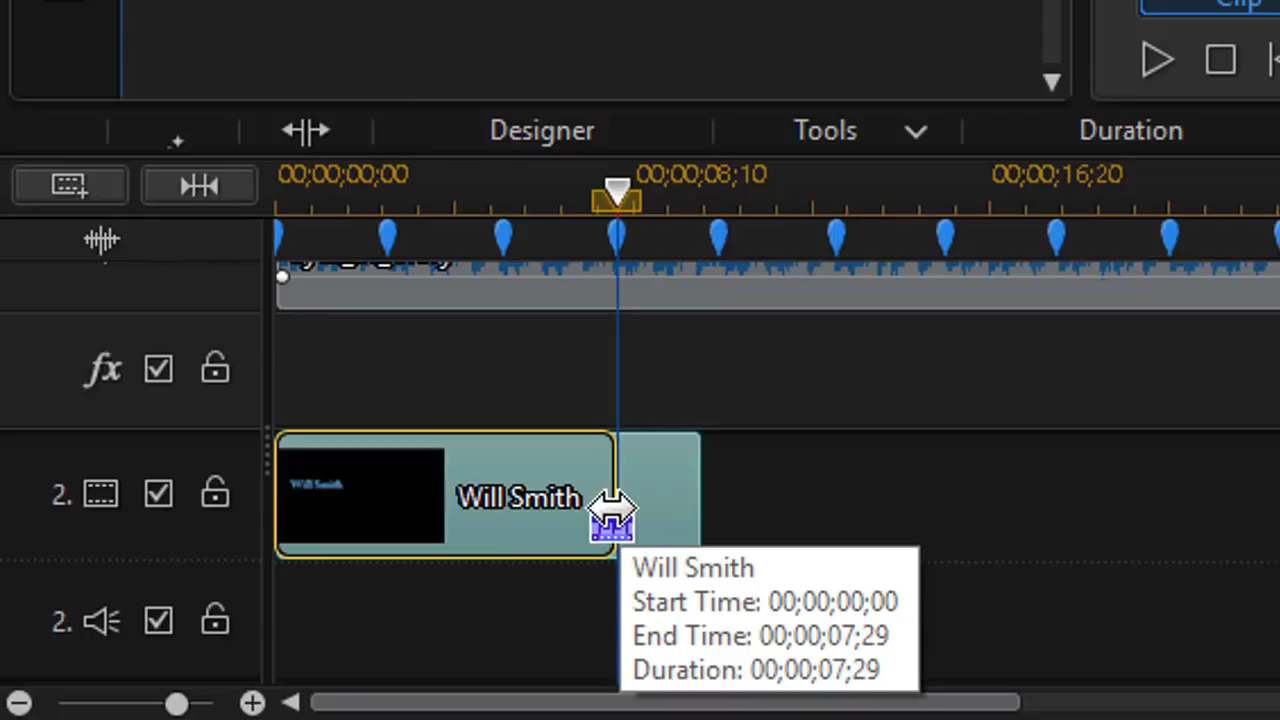 Clip
Designer Tools Duration
00;00;00;00 00;00;08;10 00;00;16;20
fx
Will Smith
2. Will Smith
Will Smith
Start Time: 00;00;00;00
End Time: 00;00;07;29
Duration: 00;00;07;29
2.